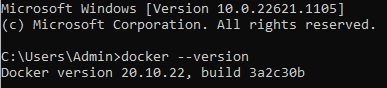 Microsoft Windows [Version 10.0.22621.1105]
(c) Microsoft Corporation. All rights reserved.
C:\Users\Admin>docker --version
Docker version 20.10.22, build 3a2c30b